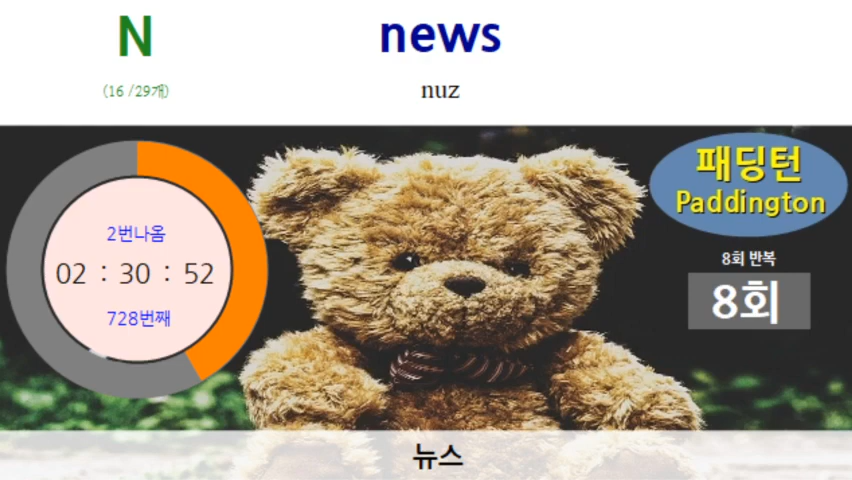 N
(16 /29개)
news
nuz
2번나옴
02 : 30 : 52
728번째
패딩턴
Paddington
8회 반복
8회
뉴스